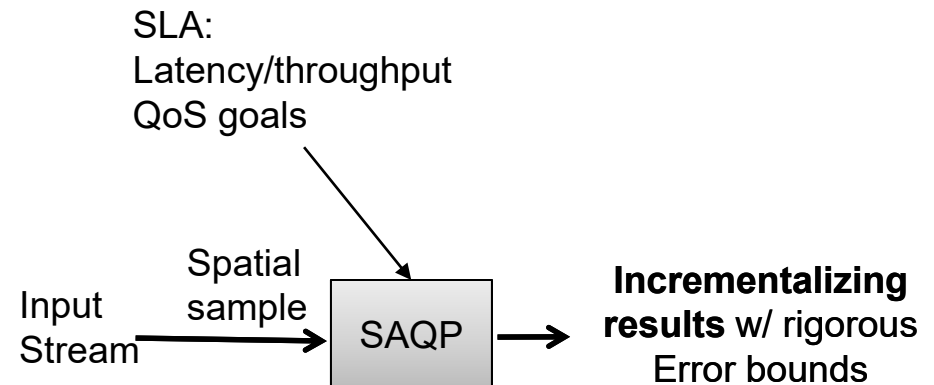 SLA:
Latency/throughput
QoS goals
Spatial
sample
Input
Stream
SAQP
Incrementalizing
results w/ rigorous
Error bounds